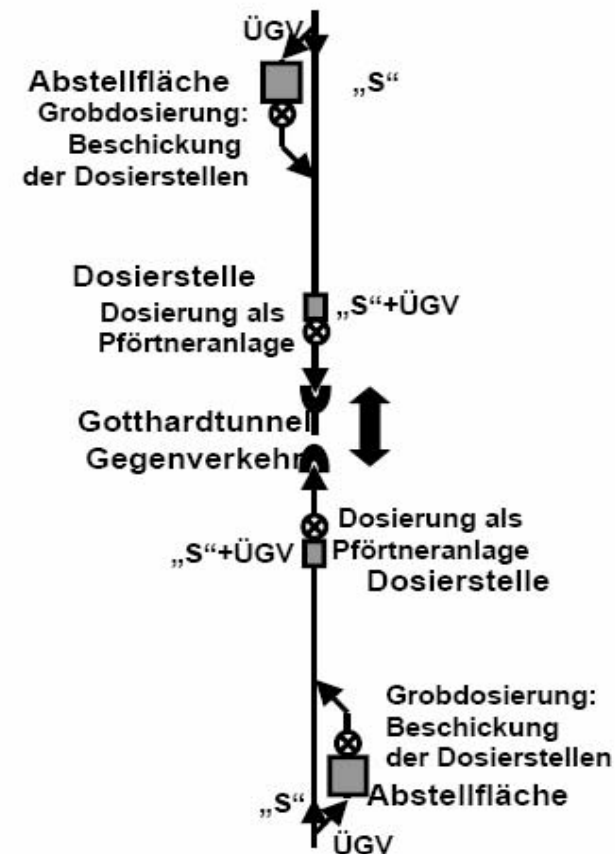 ÜGV
Abstellfläche
„S“
Grobdosierung:
Beschickung
der Dosierstellen
Dosierstelle
Dosierung als
Pförtneranlage
„S“+ÜGV
Gotthardtunnel
Gegenverkehr
Dosierung als
„S“+ÜGV
Pförtneranlage
Dosierstelle
Grobdosierung:
Beschickung
der Dosierstellen
Abstellfläche
„S“
ÜGV